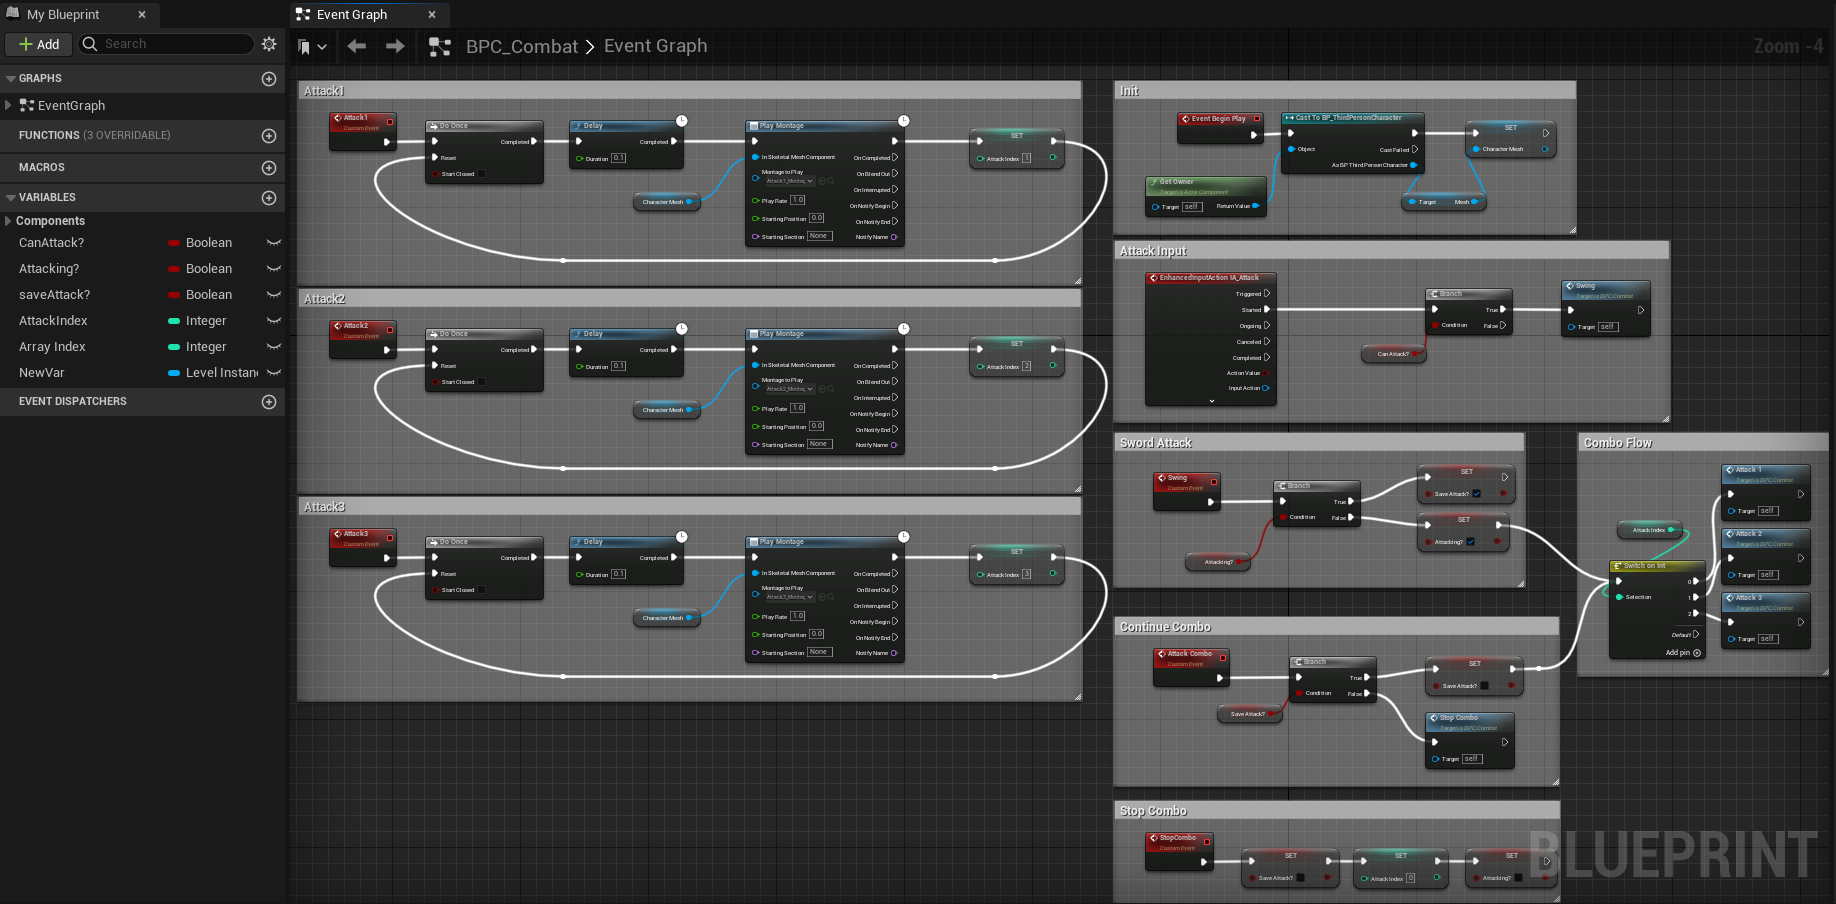 My Blueprint
Event Graph
Add
Search
BPC_Combat
Event Graph
Zoom -4
GRAPHS
EventGraph
FUNCTIONS (3 OVERRIDABLE)
MACROS
VARIABLES
Components
CanAttack?
Boolean
Attacking?
Boolean
saveAttack?
Boolean
AttackIndex
Integer
Array Index
Integer
NewVar
Level Instan
EVENT DISPATCHERS
Attack1
Attack1
Custom Event
Do Once
Completed
Reset
Start Closed
Delay
Completed
Duration 0.1
Character Mesh
Play Montage
In Skeletal Mesh Component
On Completed
Montage to Play
On Blend Out
Attack1_Montag
On Interrupted
Play Rate 1.0
On Notify Begin
Starting Position 0.0
On Notify End
Starting Section None
Notify Name
SET
Attack Index 1
Attack2
Attack2
Custom Event
Do Once
Completed
Reset
Start Closed
Delay
Completed
Duration 0.1
Character Mesh
Play Montage
In Skeletal Mesh Component
On Completed
Montage to Play
On Blend Out
Attack2_Montag
On Interrupted
Play Rate 1.0
On Notify Begin
Starting Position 0.0
On Notify End
Starting Section None
Notify Name
SET
Attack Index 2
Attack3
Attack3
Custom Event
Do Once
Completed
Reset
Start Closed
Delay
Completed
Duration 0.1
Character Mesh
Play Montage
In Skeletal Mesh Component
On Completed
Montage to Play
On Blend Out
Attack3_Montag
On Interrupted
Play Rate 1.0
On Notify Begin
Starting Position 0.0
On Notify End
Starting Section None
Notify Name
SET
Attack Index 3
Init
Event Begin Play
Cast To BP_ThirdPersonCharacter
Object
Cast Failed
As BP Third Person Character
SET
Character Mesh
Get Owner
Target is Actor Component
Target self
Return Value
Target
Mesh
Attack Input
EnhancedInputAction IA_Attack
Triggered
Started
Ongoing
Canceled
Completed
Action Value
Input Action
Can Attack?
Branch
True
Condition
False
Swing
Target is BPC Combat
Target self
Sword Attack
Swing
Custom Event
Attacking?
Branch
True
Condition
False
SET
Save Attack?
SET
Attacking?
Combo Flow
Attack Index
Switch on Int
0
Selection
1
2
Default
Add pin
Attack 1
Target is BPC Combat
Target self
Attack 2
Target is BPC Combat
Target self
Attack 3
Target is BPC Combat
Target self
Continue Combo
Attack Combo
Custom Event
Save Attack?
Branch
True
Condition
False
SET
Save Attack?
Stop Combo
Target is BPC Combat
Target self
Stop Combo
StopCombo
Custom Event
SET
Save Attack?
SET
Attack Index 0
SET
Attacking?
BLUEPRINT